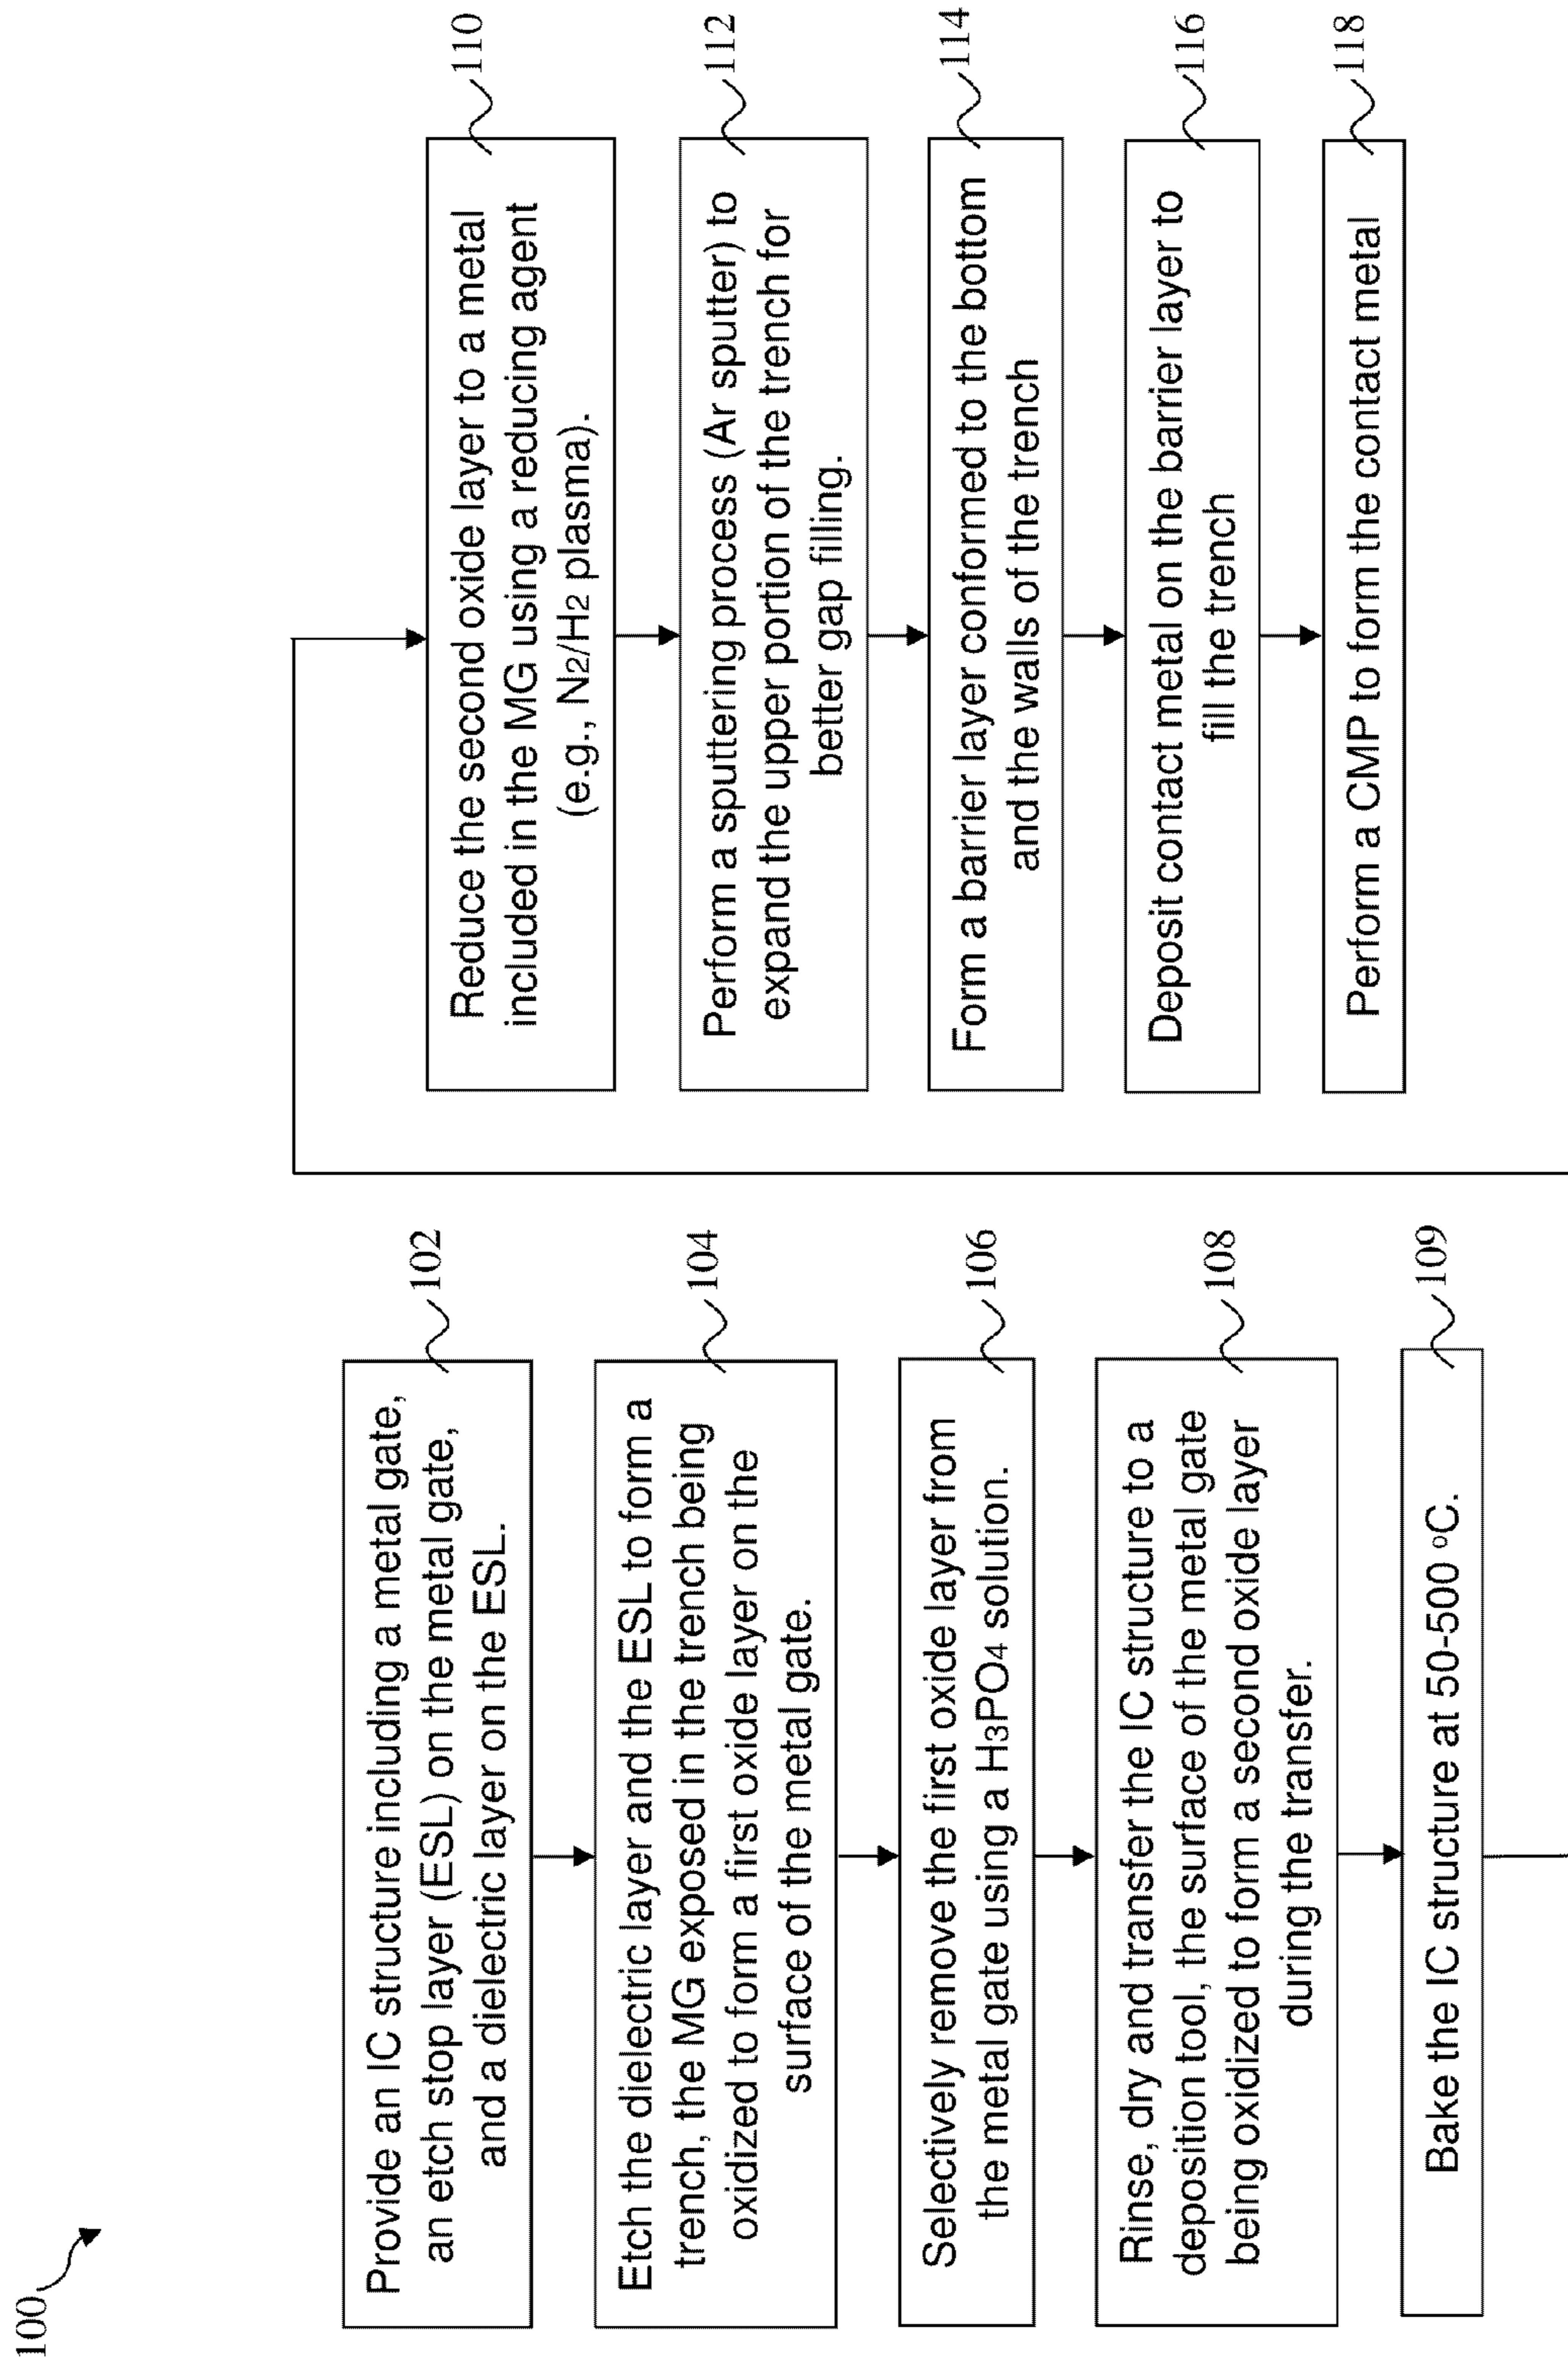 100
Provide an IC structure including a metal gate,
an etch stop layer (ESL) on the metal gate,
and a dielectric layer on the ESL.
102
Etch the dielectric layer and the ESL to form a
trench, the MG exposed in the trench being
oxidized to form a first oxide layer on the
surface of the metal gate.
104
Selectively remove the first oxide layer from
the metal gate using a H3PO4 solution.
106
Rinse, dry and transfer the IC structure to a
deposition tool, the surface of the metal gate
being oxidized to form a second oxide layer
during the transfer.
108
Bake the IC structure at 50-500 oC.
109
Reduce the second oxide layer to a metal
included in the MG using a reducing agent
(e.g., N2/H2 plasma).
110
Perform a sputtering process (Ar sputter) to
expand the upper portion of the trench for
better gap filling.
112
Form a barrier layer conformed to the bottom
and the walls of the trench
114
Deposit contact metal on the barrier layer to
fill the trench
116
Perform a CMP to form the contact metal
118